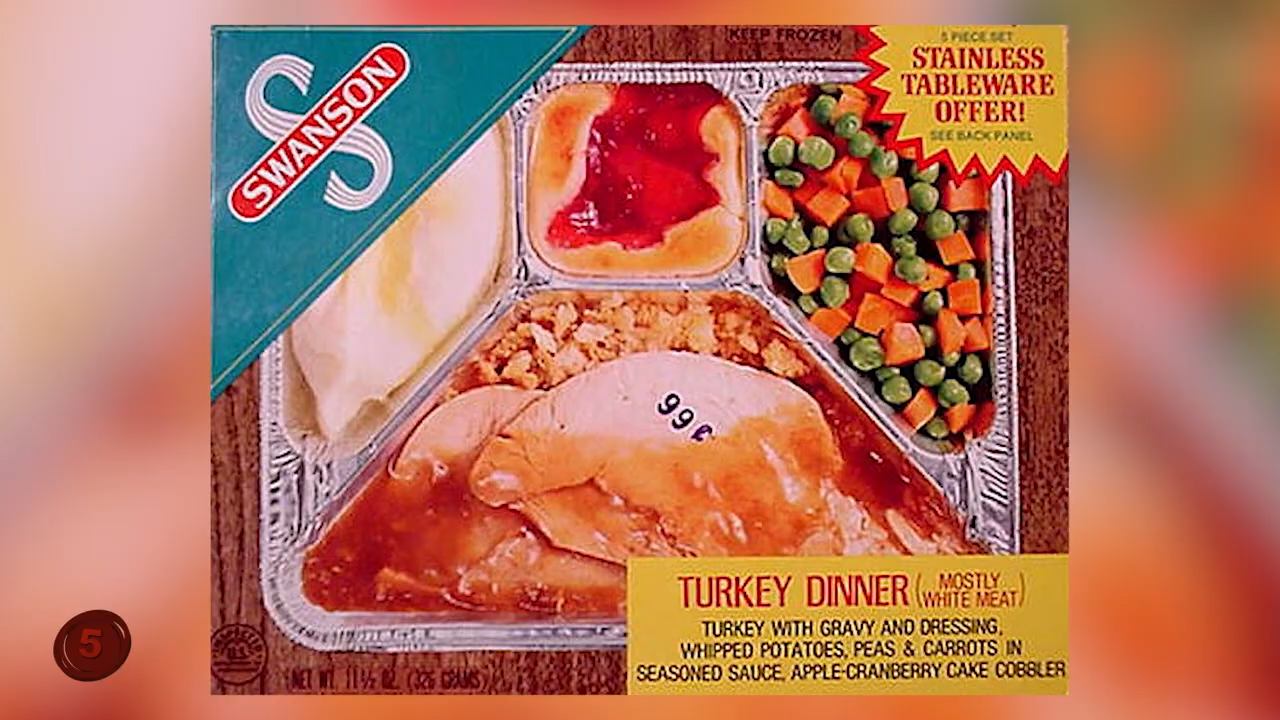 SWANSON
KEEP FROZEN
5 PIECE SET
STAINLESS
TABLEWARE
OFFER!
SEE BACK PANEL
99¢
TURKEY DINNER (MOSTLY WHITE MEAT)
TURKEY WITH GRAVY AND DRESSING,
WHIPPED POTATOES, PEAS & CARROTS IN
SEASONED SAUCE, APPLE-CRANBERRY CAKE COBBLER
NET WT. 11½ OZ. (326 GRAMS)
5